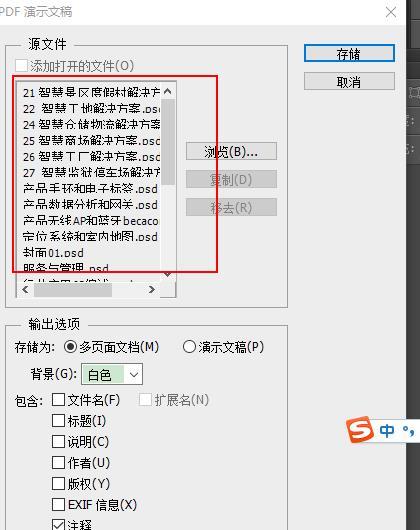 PDF 演示文稿
源文件
添加打开的文件(O)
21 智慧景区度假村解决方
22 智慧工地解决方案.psd
24 智慧仓储物流解决方
25 智慧商场解决方案.psd
26 智慧工厂解决方案.psd
27 智慧监狱停车场解决方
产品手环和电子标签.psd
产品数据分析和网关.psd
产品无线AP和蓝牙becacon
定位系统和室内地图.psd
封面01.psd
服务与管理.psd
存储
取消
浏览(B)...
复制(D)
移去(R)
输出选项
存储为: 多页面文档(M) 演示文稿(P)
背景(G): 白色
包含: 文件名(F) 扩展名(N)
标题(I)
说明(C)
作者(U)
版权(Y)
EXIF 信息(X)
注释
S 中 °,